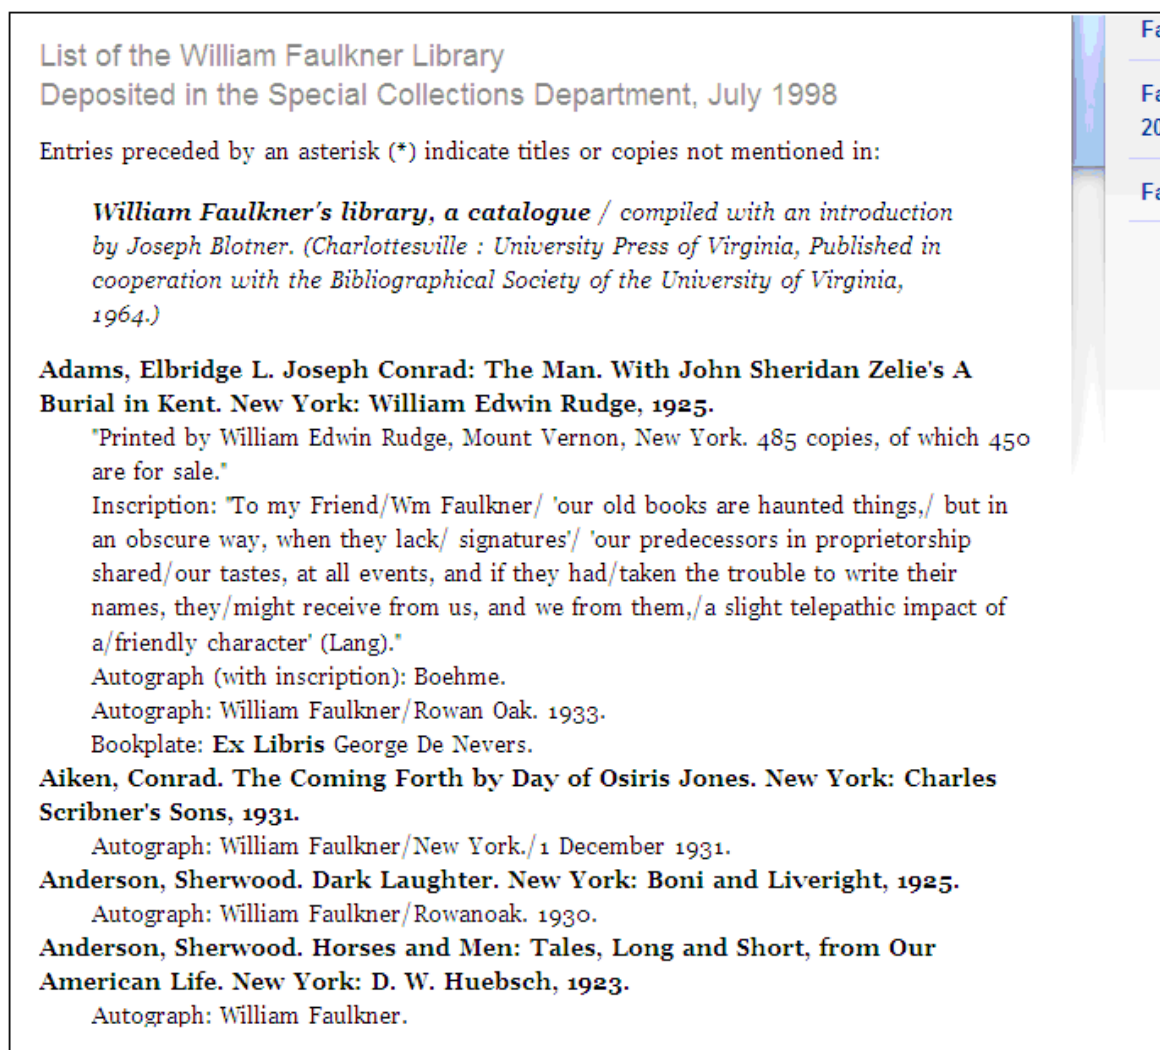 List of the William Faulkner Library
Deposited in the Special Collections Department, July 1998
Entries preceded by an asterisk (*) indicate titles or copies not mentioned in:
William Faulkner's library, a catalogue / compiled with an introduction
by Joseph Blotner. (Charlottesville : University Press of Virginia, Published in
cooperation with the Bibliographical Society of the University of Virginia,
1964.)
Adams, Elbridge L. Joseph Conrad: The Man. With John Sheridan Zelie's A
Burial in Kent. New York: William Edwin Rudge, 1925.
"Printed by William Edwin Rudge, Mount Vernon, New York. 485 copies, of which 450
are for sale."
Inscription: "To my Friend/Wm Faulkner/ 'our old books are haunted things,/ but in
an obscure way, when they lack/ signatures'/ 'our predecessors in proprietorship
shared/our tastes, at all events, and if they had/taken the trouble to write their
names, they/might receive from us, and we from them,/a slight telepathic impact of
a/friendly character' (Lang)."
Autograph (with inscription): Boehme.
Autograph: William Faulkner/Rowan Oak. 1933.
Bookplate: Ex Libris George De Nevers.
Aiken, Conrad. The Coming Forth by Day of Osiris Jones. New York: Charles
Scribner's Sons, 1931.
Autograph: William Faulkner/New York./1 December 1931.
Anderson, Sherwood. Dark Laughter. New York: Boni and Liveright, 1925.
Autograph: William Faulkner/Rowanoak. 1930.
Anderson, Sherwood. Horses and Men: Tales, Long and Short, from Our
American Life. New York: D. W. Huebsch, 1923.
Autograph: William Faulkner.
Fa
Fa
20
Fa